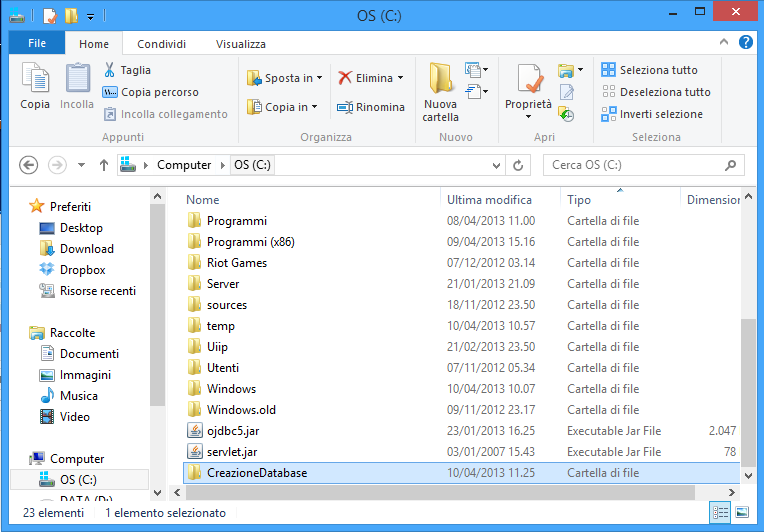 OS (C:)
File Home Condividi Visualizza
Copia
Incolla
Taglia
Copia percorso
Incolla collegamento
Appunti
Sposta in
Copia in
Elimina
Rinomina
Organizza
Nuova
cartella
Nuovo
Proprietà
Apri
Seleziona tutto
Deseleziona tutto
Inverti selezione
Seleziona
Computer OS (C:)
Cerca OS (C:)
Preferiti
Desktop
Download
Dropbox
Risorse recenti
Raccolte
Documenti
Immagini
Musica
Video
Computer
OS (C:)
DATA (D:)
Nome Ultima modifica Tipo Dimension
Programmi 08/04/2013 11.00 Cartella di file
Programmi (x86) 09/04/2013 15.16 Cartella di file
Riot Games 07/12/2012 03.14 Cartella di file
Server 21/01/2013 21.09 Cartella di file
sources 18/11/2012 23.50 Cartella di file
temp 10/04/2013 10.57 Cartella di file
Uiip 21/02/2013 23.50 Cartella di file
Utenti 07/11/2012 05.34 Cartella di file
Windows 10/04/2013 10.07 Cartella di file
Windows.old 09/11/2012 23.17 Cartella di file
ojdbc5.jar 23/01/2013 16.25 Executable Jar File 2.047
servlet.jar 03/01/2007 15.43 Executable Jar File 78
CreazioneDatabase 10/04/2013 11.25 Cartella di file
23 elementi 1 elemento selezionato